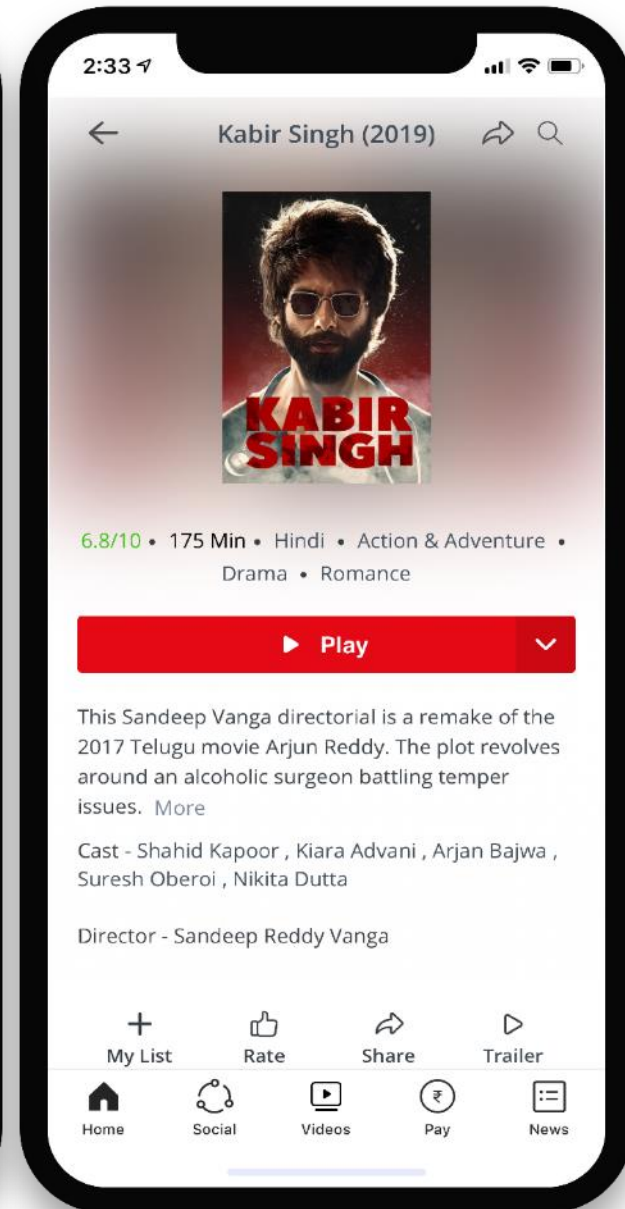 2:33
Kabir Singh (2019)
KABIR
SINGH
6.8/10 • 175 Min • Hindi • Action & Adventure •
Drama • Romance
Play
This Sandeep Vanga directorial is a remake of the
2017 Telugu movie Arjun Reddy. The plot revolves
around an alcoholic surgeon battling temper
issues. More
Cast - Shahid Kapoor , Kiara Advani , Arjan Bajwa ,
Suresh Oberoi , Nikita Dutta
Director - Sandeep Reddy Vanga
My List Rate Share Trailer
₹
Home Social Videos Pay News